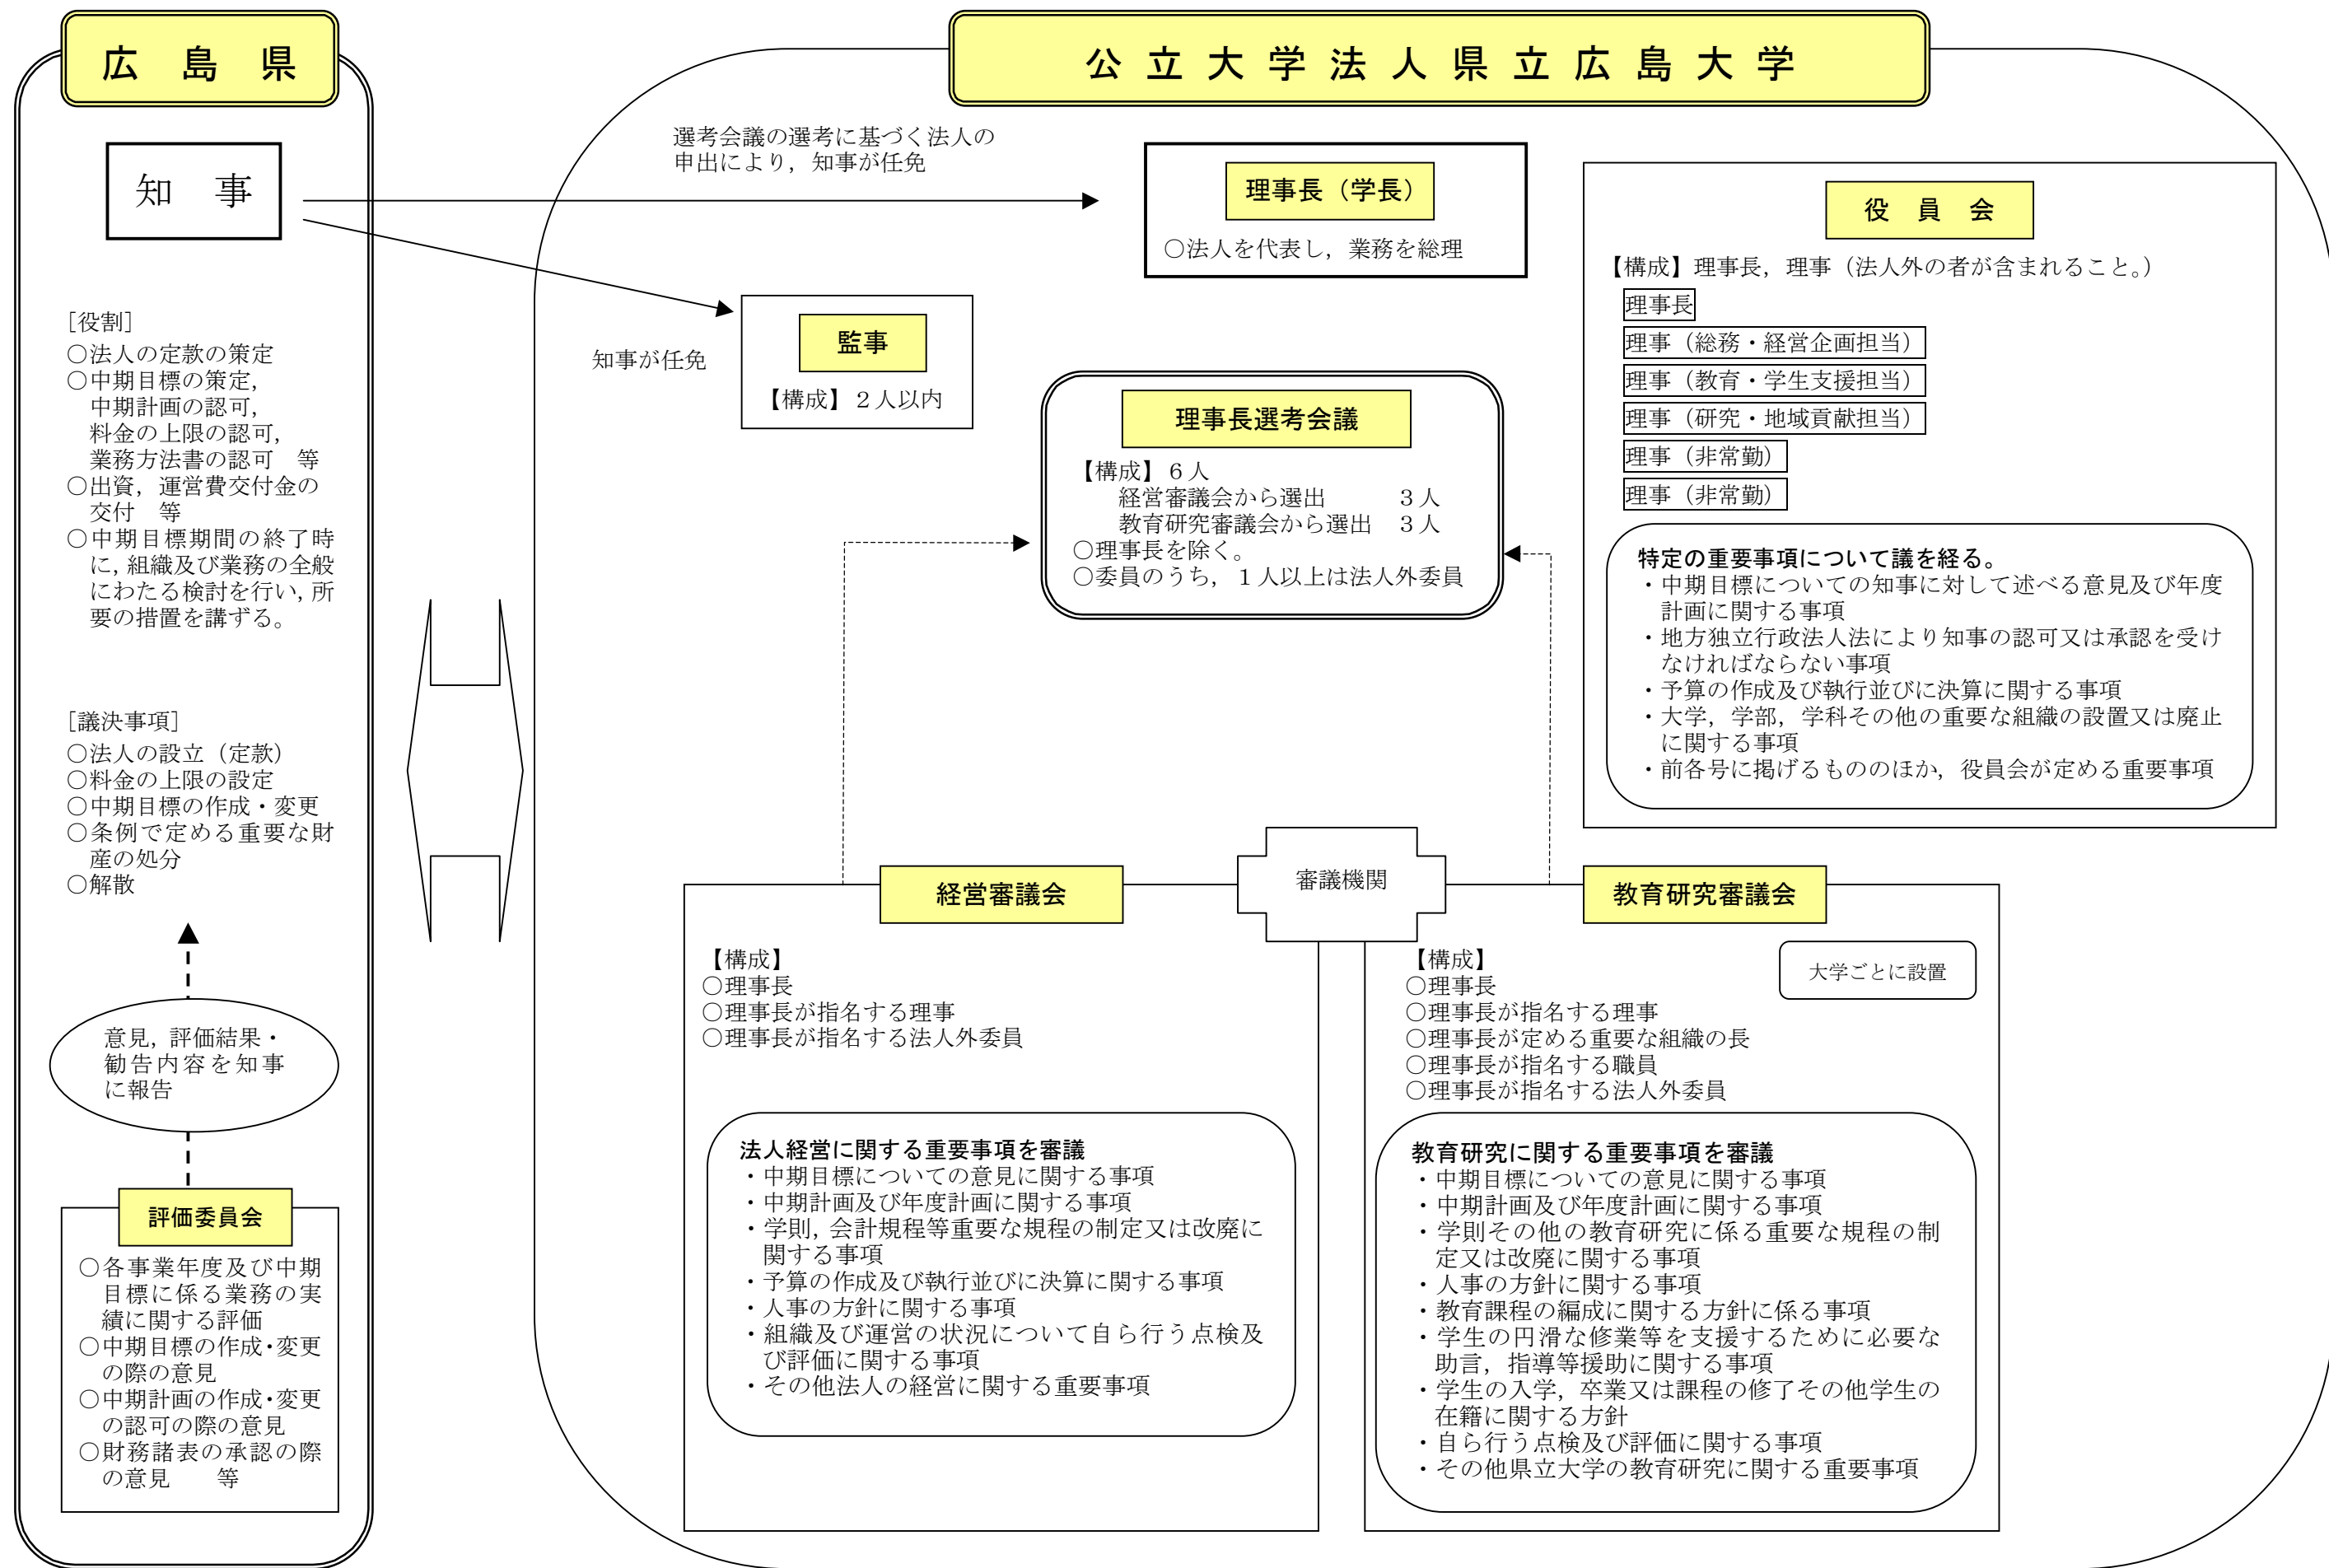 広島県
知事
[役割]
○法人の定款の策定
○中期目標の策定,
中期計画の認可,
料金の上限の認可,
業務方法書の認可 等
○出資, 運営費交付金の
交付 等
○中期目標期間の終了時
に, 組織及び業務の全般
にわたる検討を行い, 所
要の措置を講ずる。
[議決事項]
○法人の設立（定款）
○料金の上限の設定
○中期目標の作成・変更
○条例で定める重要な財
産の処分
○解散
意見, 評価結果・
勧告内容を知事
に報告
評価委員会
○各事業年度及び中期
目標に係る業務の実
績に関する評価
○中期目標の作成・変更
の際の意見
○中期計画の作成・変更
の認可の際の意見
○財務諸表の承認の際
の意見 等
公立大学法人県立広島大学
選考会議の選考に基づく法人の
申出により, 知事が任免
知事が任免
理事長（学長）
○法人を代表し, 業務を総理
監事
【構成】２人以内
理事長選考会議
【構成】６人
経営審議会から選出 ３人
教育研究審議会から選出 ３人
○理事長を除く。
○委員のうち, １人以上は法人外委員
役員会
【構成】理事長, 理事（法人外の者が含まれること。）
理事長
理事（総務・経営企画担当）
理事（教育・学生支援担当）
理事（研究・地域貢献担当）
理事（非常勤）
理事（非常勤）
特定の重要事項について議を経る。
・中期目標についての知事に対して述べる意見及び年度
計画に関する事項
・地方独立行政法人法により知事の認可又は承認を受け
なければならない事項
・予算の作成及び執行並びに決算に関する事項
・大学, 学部, 学科その他の重要な組織の設置又は廃止
に関する事項
・前各号に掲げるもののほか, 役員会が定める重要事項
審議機関
経営審議会
【構成】
○理事長
○理事長が指名する理事
○理事長が指名する法人外委員
法人経営に関する重要事項を審議
・中期目標についての意見に関する事項
・中期計画及び年度計画に関する事項
・学則, 会計規程等重要な規程の制定又は改廃に
関する事項
・予算の作成及び執行並びに決算に関する事項
・人事の方針に関する事項
・組織及び運営の状況について自ら行う点検及
び評価に関する事項
・その他法人の経営に関する重要事項
教育研究審議会
大学ごとに設置
【構成】
○理事長
○理事長が指名する理事
○理事長が定める重要な組織の長
○理事長が指名する職員
○理事長が指名する法人外委員
教育研究に関する重要事項を審議
・中期目標についての意見に関する事項
・中期計画及び年度計画に関する事項
・学則その他の教育研究に係る重要な規程の制
定又は改廃に関する事項
・人事の方針に関する事項
・教育課程の編成に関する方針に係る事項
・学生の円滑な修業等を支援するために必要な
助言, 指導等援助に関する事項
・学生の入学, 卒業又は課程の修了その他学生の
在籍に関する方針
・自ら行う点検及び評価に関する事項
・その他県立大学の教育研究に関する重要事項